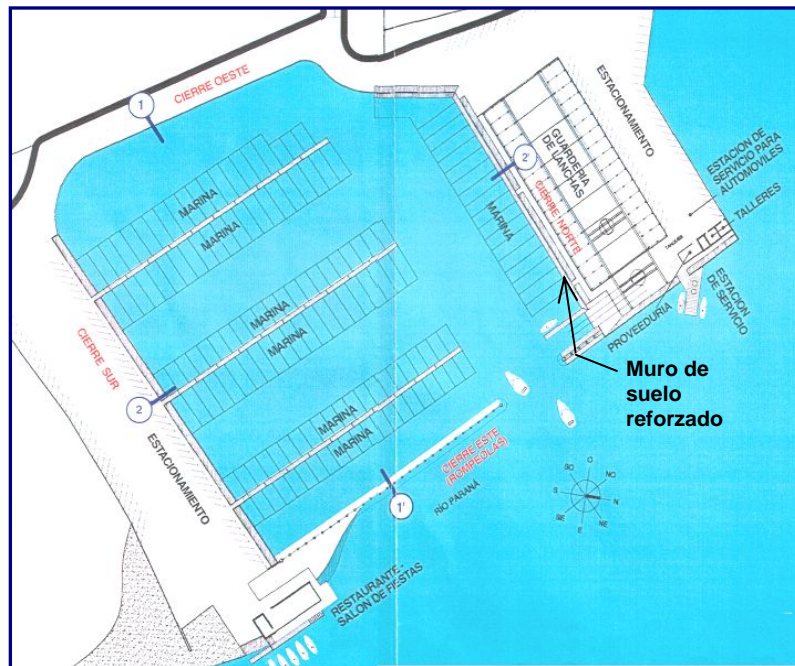 1
CIERRE OESTE
MARINA
MARINA
MARINA
MARINA
MARINA
MARINA
CIERRE SUR
2
ESTACIONAMIENTO
2'
CIERRE NORTE
MARINA
GUARDERIA
DE LANCHAS
ESTACIONAMIENTO
ESTACION DE
SERVICIO PARA
AUTOMOVILES
TALLERES
ESTACION
DE SERVICIO
PROVEEDURIA
Muro de
suelo
reforzado
CIERRE ESTE
(ROMPEOLAS)
RIO PARANÁ
1'
RESTAURANTE -
SALON DE FIESTAS
SO
O
NO
N
NE
E
SE
S